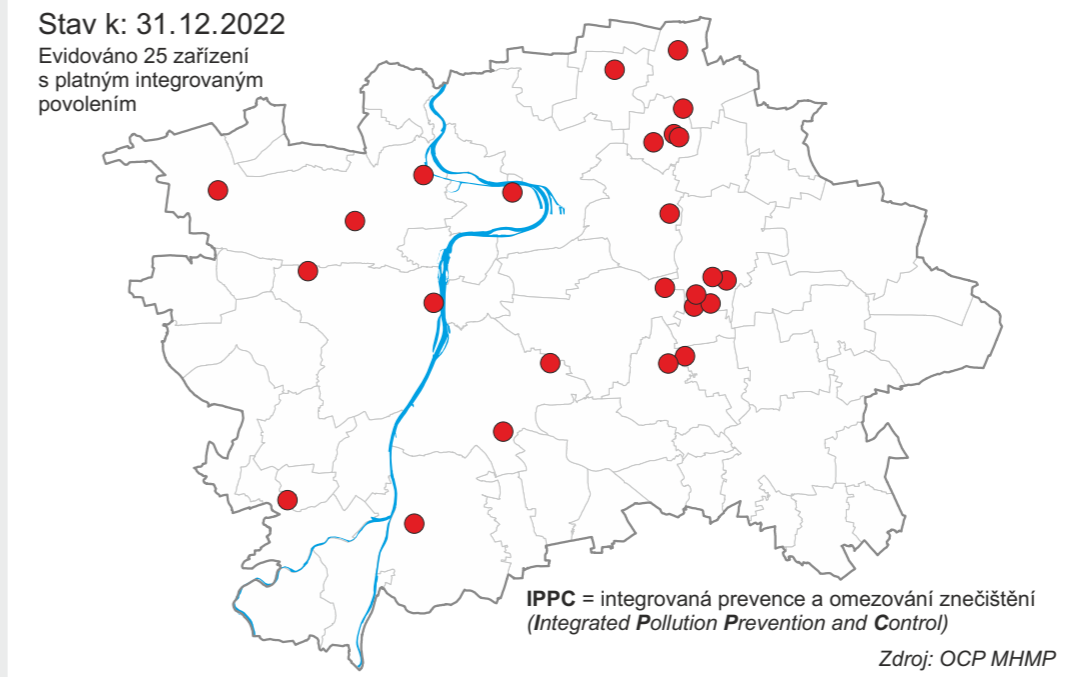 Stav k: 31.12.2022
Evidováno 25 zařízení
s platným integrovaným
povolením
IPPC = integrovaná prevence a omezování znečištění
(Integrated Pollution Prevention and Control)
Zdroj: OCP MHMP